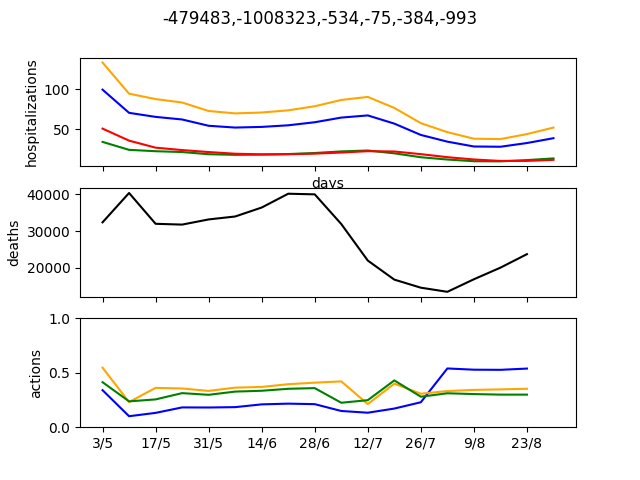 -479483,-1008323,-534,-75,-384,-993
hospitalizations
100
50
days
deaths
40000
30000
20000
actions
1.0
0.5
0.0
3/5 17/5 31/5 14/6 28/6 12/7 26/7 9/8 23/8